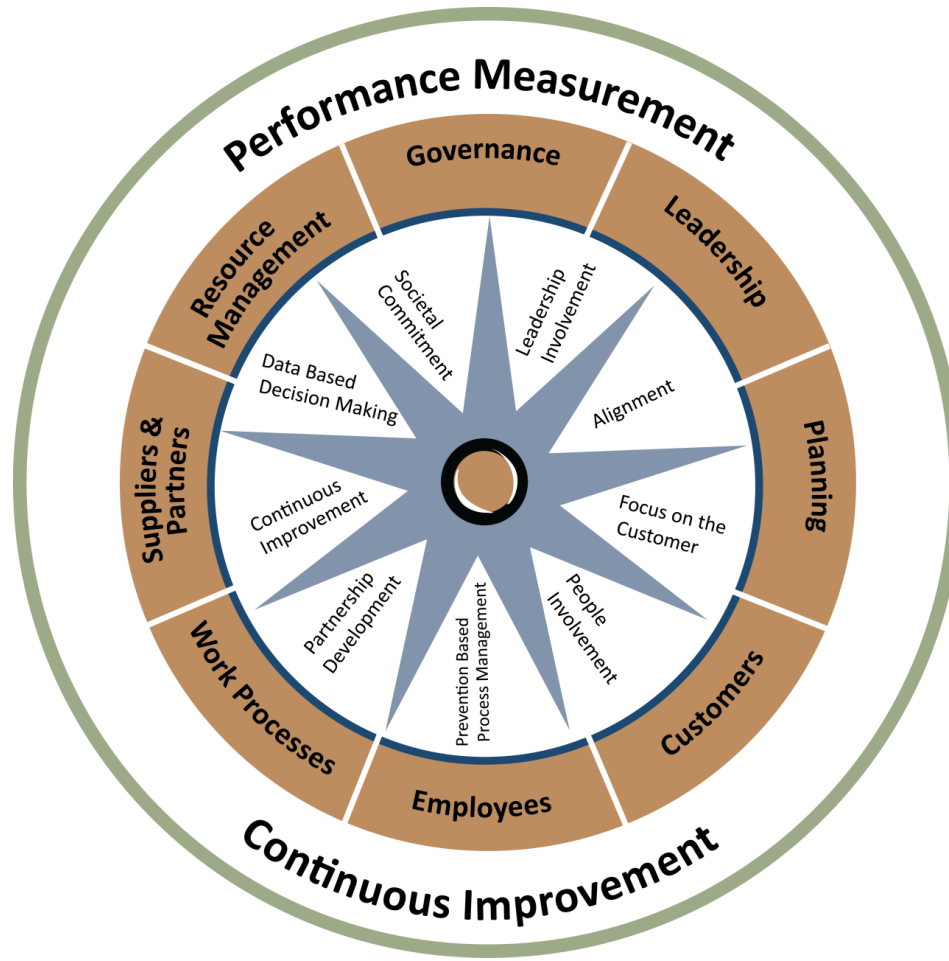 Performance Measurement
Governance
Leadership
Planning
Customers
Employees
Work Processes
Suppliers &
Partners
Resource
Management
Leadership
Involvement
Alignment
Focus on the
Customer
People
Involvement
Prevention Based
Process Management
Partnership
Development
Continuous
Improvement
Data Based
Decision Making
Societal
Commitment
Continuous Improvement